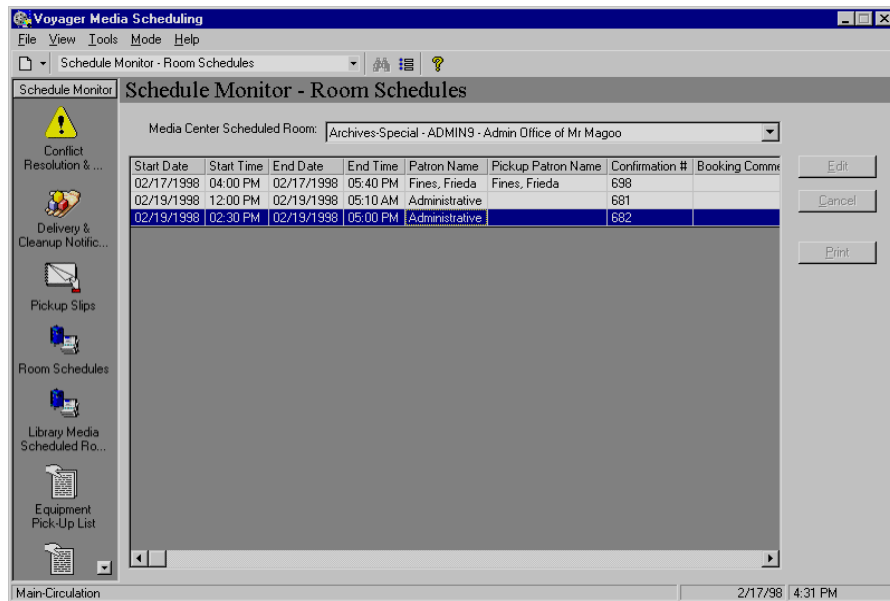 Voyager Media Scheduling
File View Tools Mode Help
Schedule Monitor - Room Schedules
Schedule Monitor
Schedule Monitor - Room Schedules
Media Center Scheduled Room: Archives-Special - ADMIN9 - Admin Office of Mr Magoo
Start Date Start Time End Date End Time Patron Name Pickup Patron Name Confirmation # Booking Comme
02/17/1998 04:00 PM 02/17/1998 05:40 PM Fines, Frieda Fines, Frieda 698
02/19/1998 12:00 PM 02/19/1998 05:10 AM Administrative 681
02/19/1998 02:30 PM 02/19/1998 05:00 PM Administrative 682
Edit
Cancel
Print
Conflict
Resolution & ...
Delivery &
Cleanup Notific...
Pickup Slips
Room Schedules
Library Media
Scheduled Ro...
Equipment
Pick-Up List
Main-Circulation 2/17/98 4:31 PM